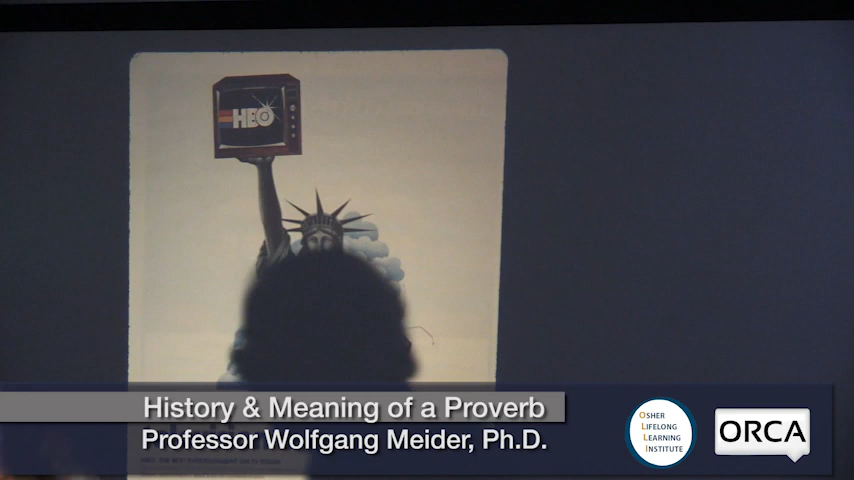 HBO
History & Meaning of a Proverb
Professor Wolfgang Meider, Ph.D.
OSHER
LIFELONG
LEARNING
INSTITUTE
ORCA